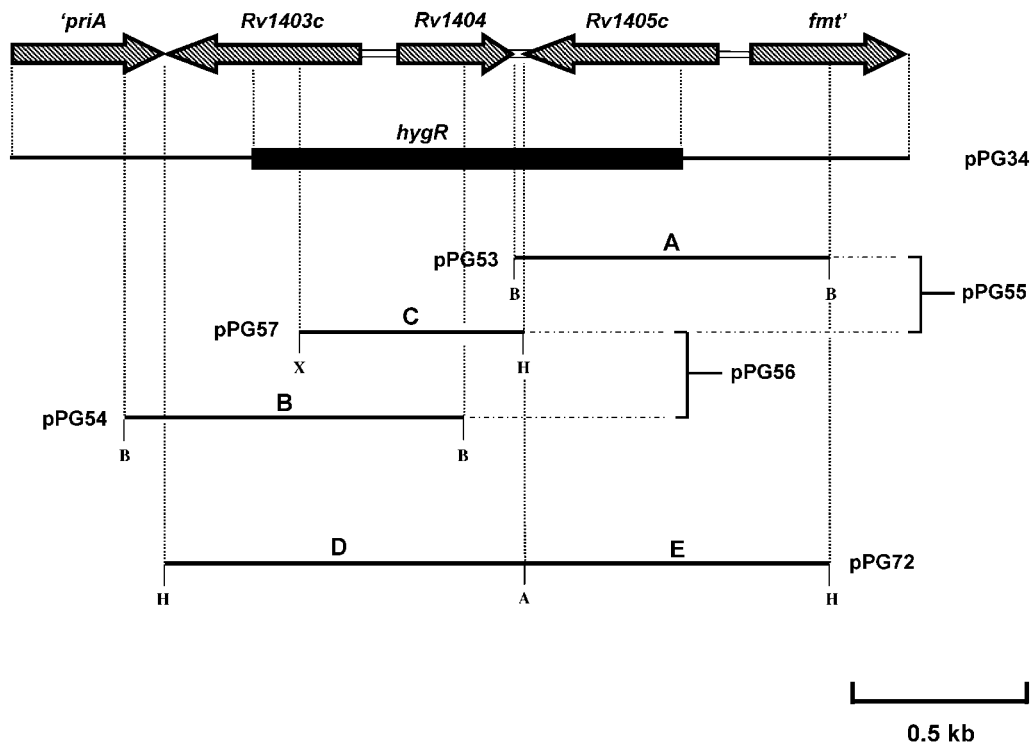 ‘priA Rv1403c Rv1404 Rv1405c fmt’
hygR
pPG34
A
pPG53
B B
pPG55
C
pPG57
X H
pPG56
B
pPG54
B B
D E
pPG72
H A H
0.5 kb